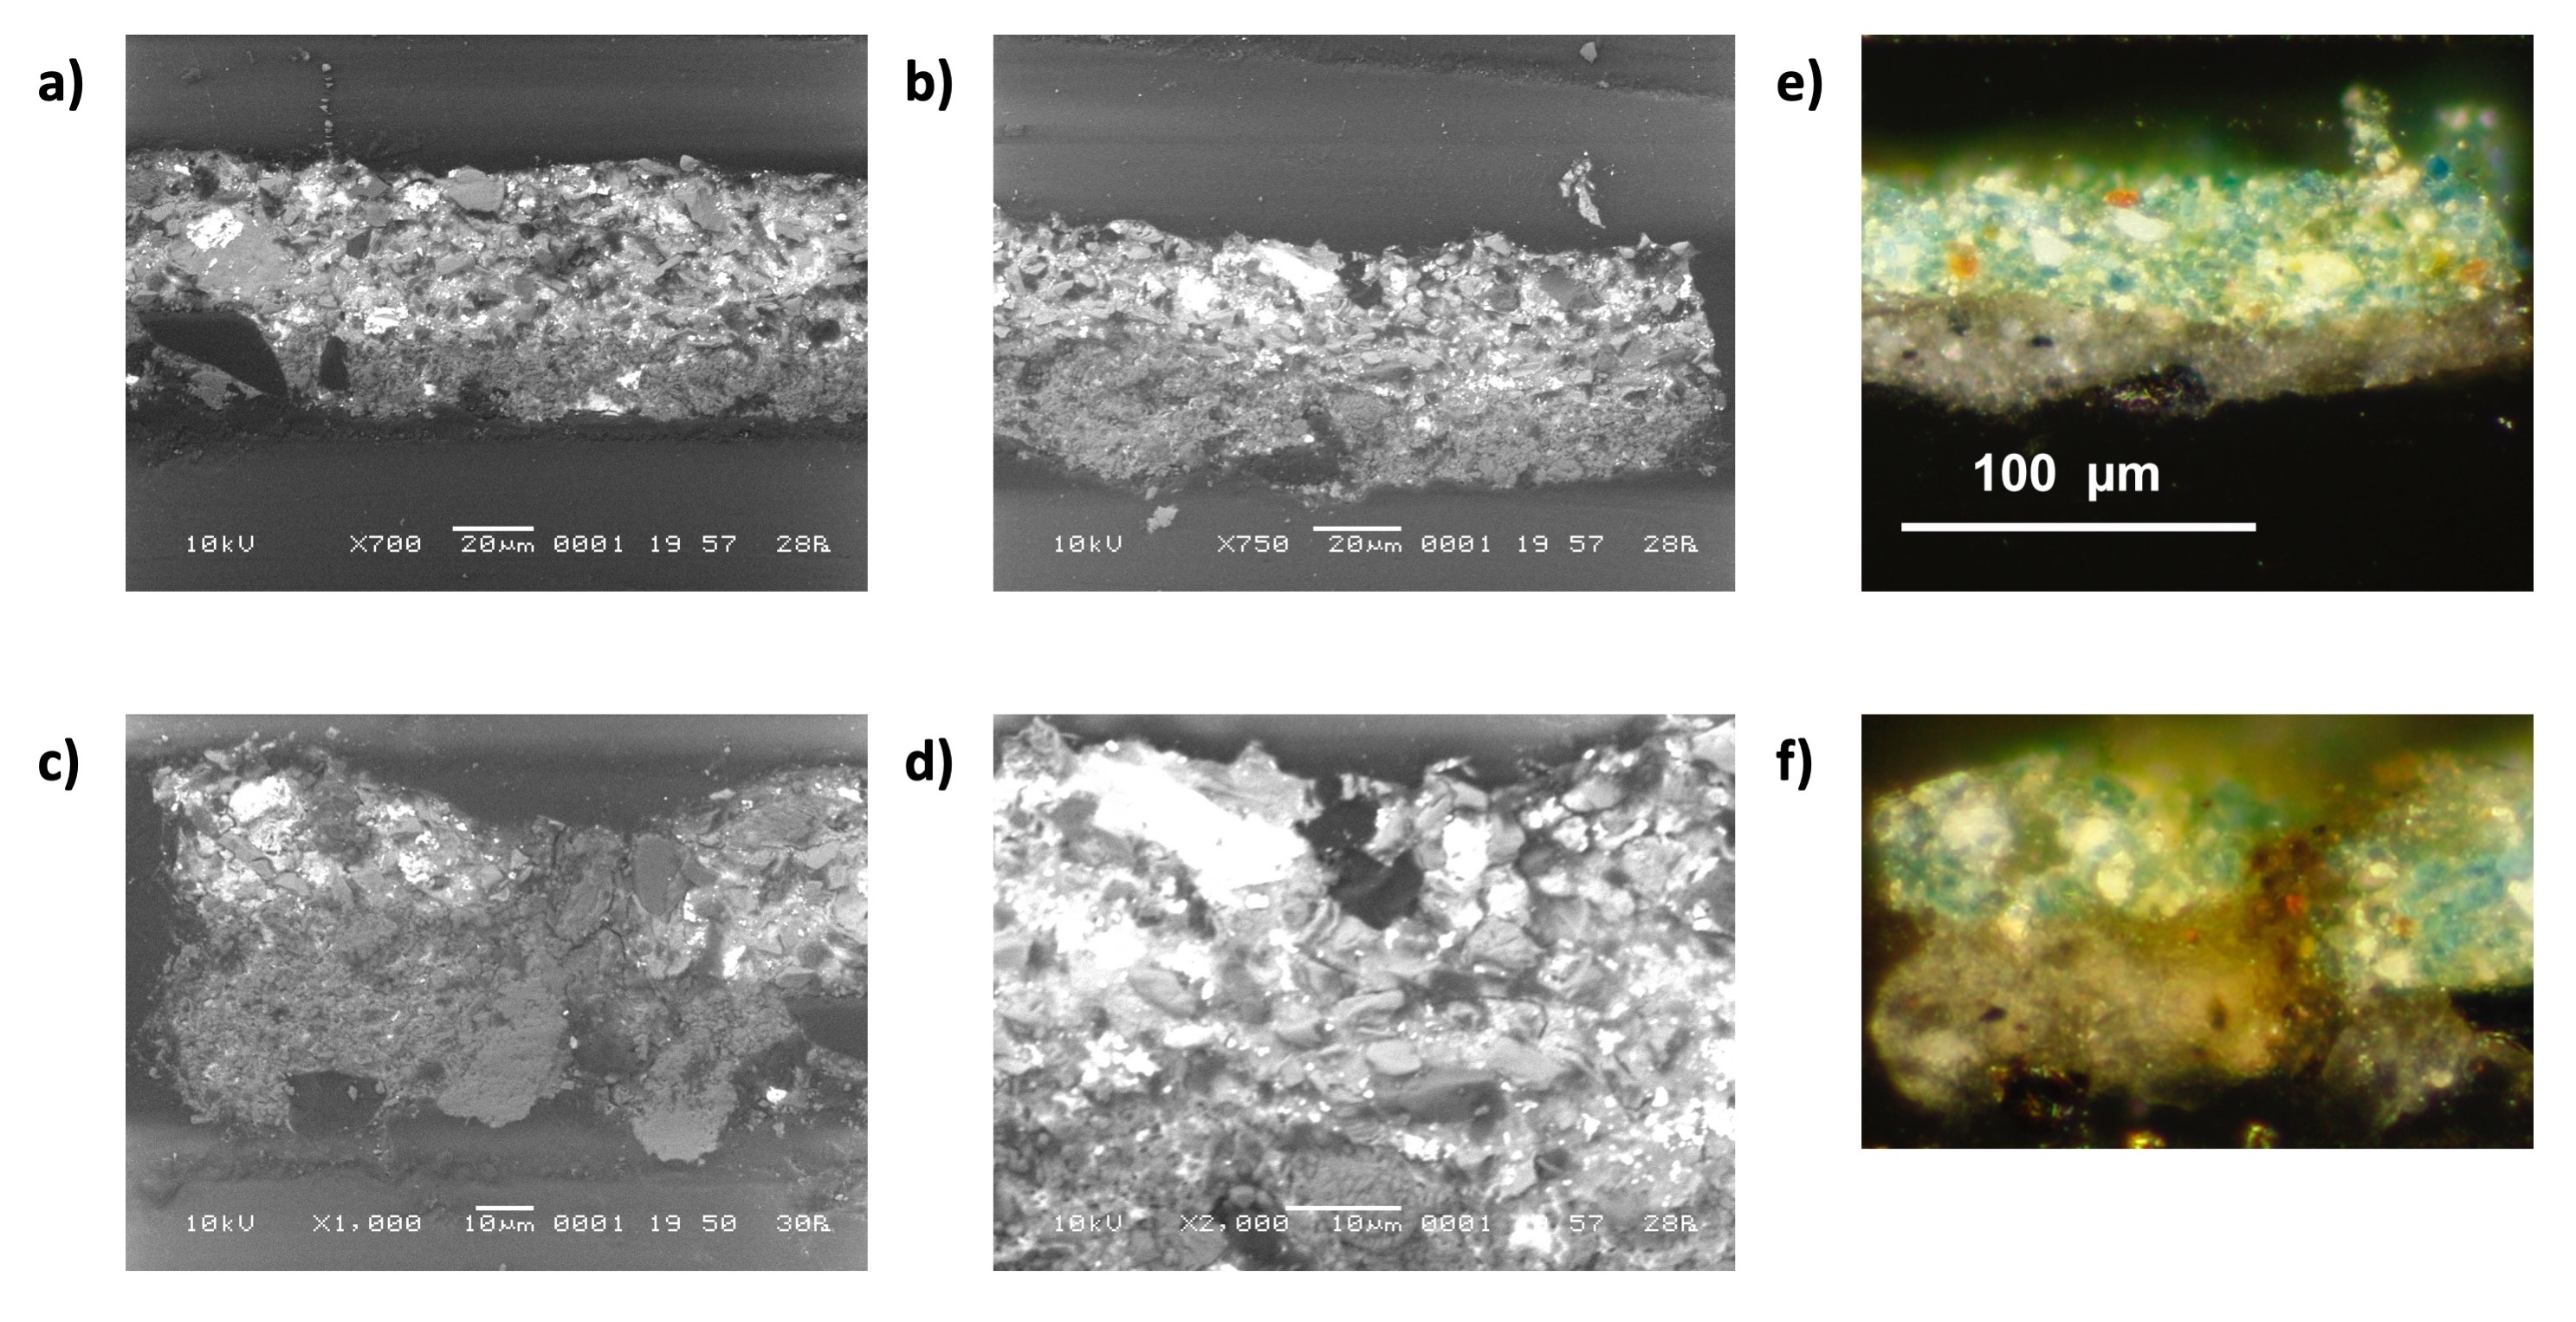 a)
10kV X700 20µm 0001 19 57 28R
b)
10kV X750 20µm 0001 19 57 28R
e)
100 µm
c)
10kV X1,000 10µm 0001 19 50 30R
d)
10kV X2,000 10µm 0001 57 28R
f)